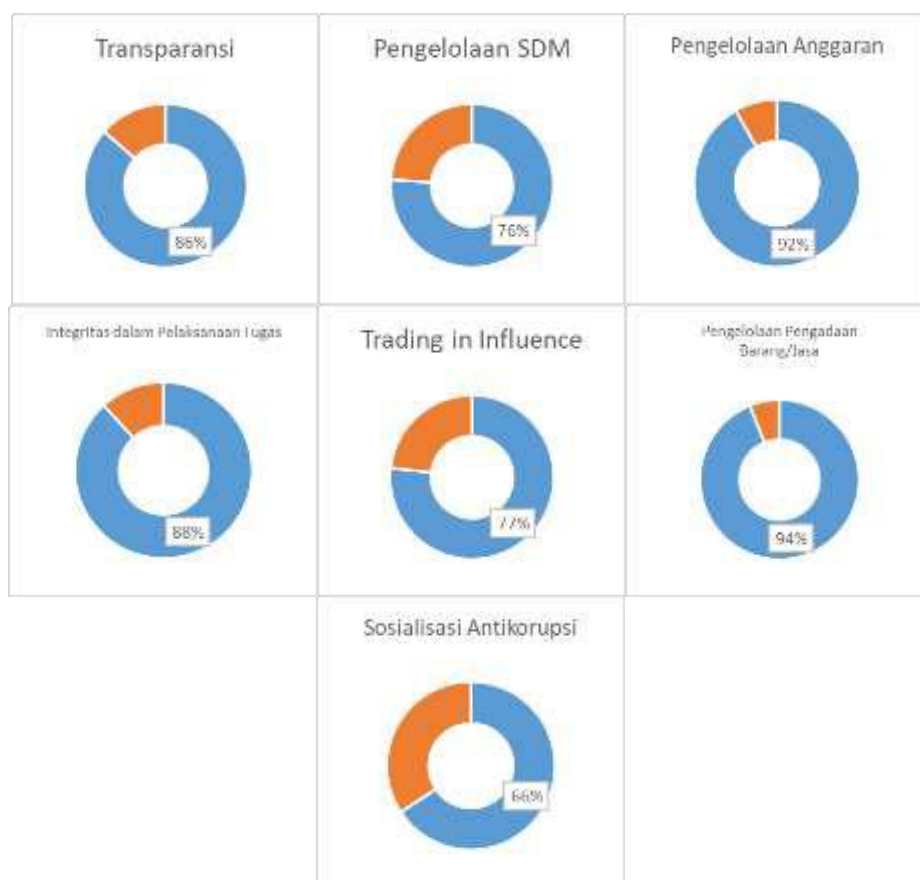 Transparansi
86%
Pengelolaan SDM
76%
Pengelolaan Anggaran
92%
Integritas dalam Pelaksanaan Tugas
88%
Trading in Influence
77%
Pengelolaan Pengadaan
Barang/Jasa
94%
Sosialisasi Antikorupsi
66%